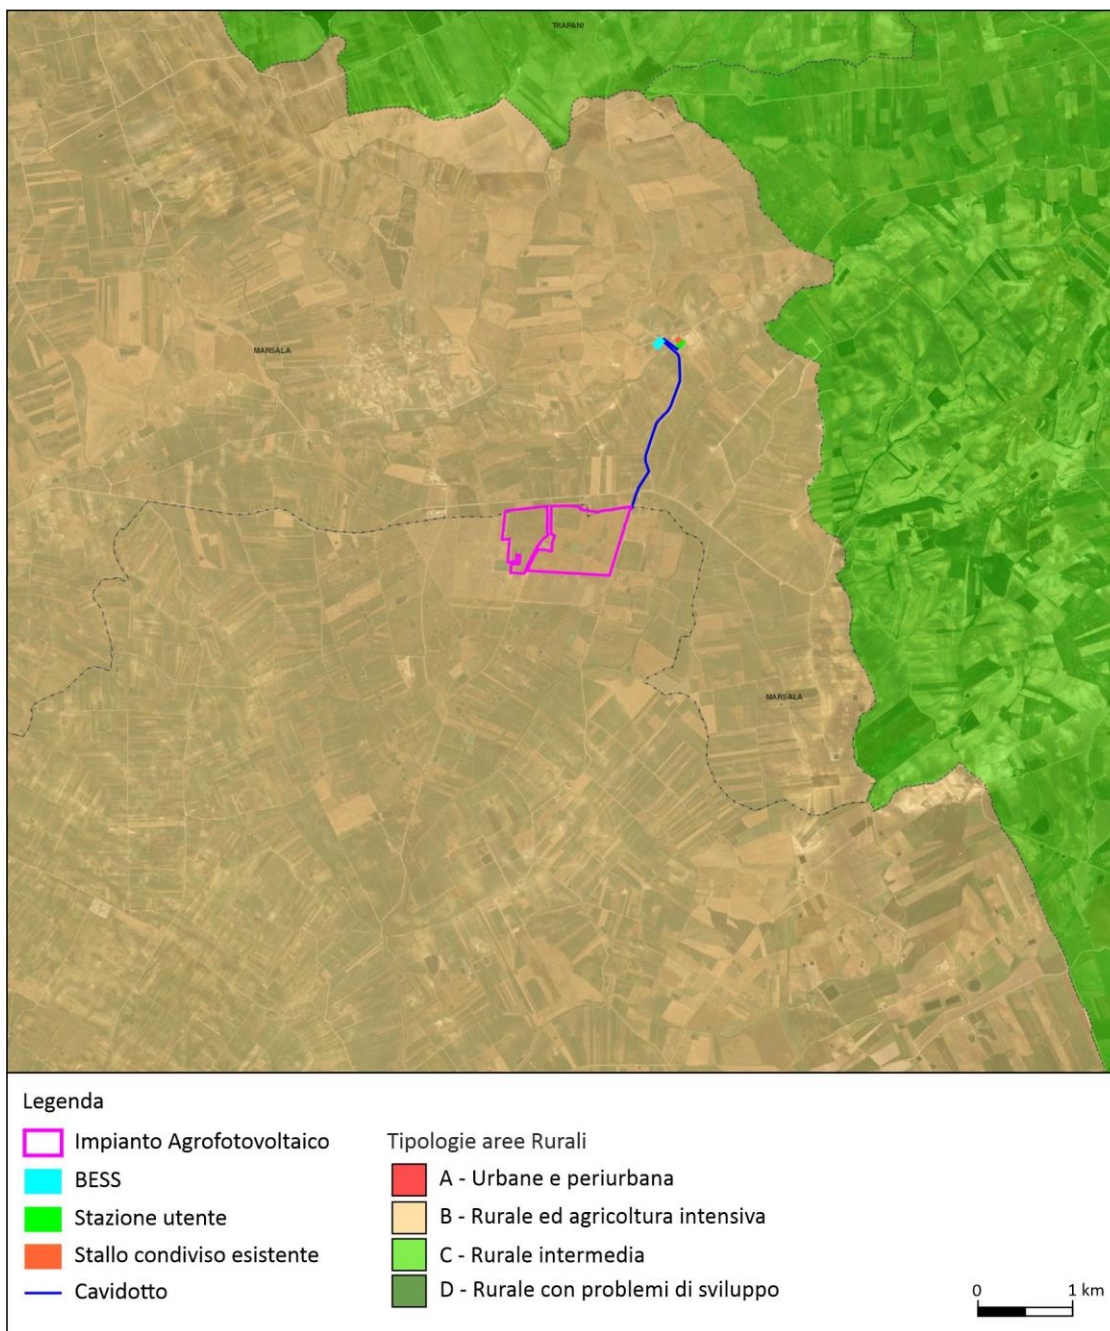 TRAPANI
MARSALA
MARSALA
Legenda
Impianto Agrofotovoltaico
BESS
Stazione utente
Stallo condiviso esistente
Cavidotto
Tipologie aree Rurali
A - Urbane e periurbana
B - Rurale ed agricoltura intensiva
C - Rurale intermedia
D - Rurale con problemi di sviluppo
0 1 km